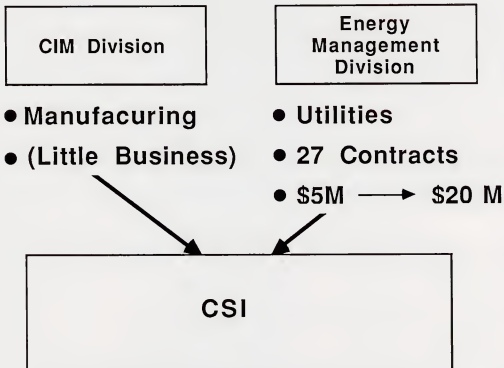 CIM Division
Energy
Management
Division
● Manufacuring
● (Little Business)
● Utilities
● 27 Contracts
● $5M → $20 M
CSI